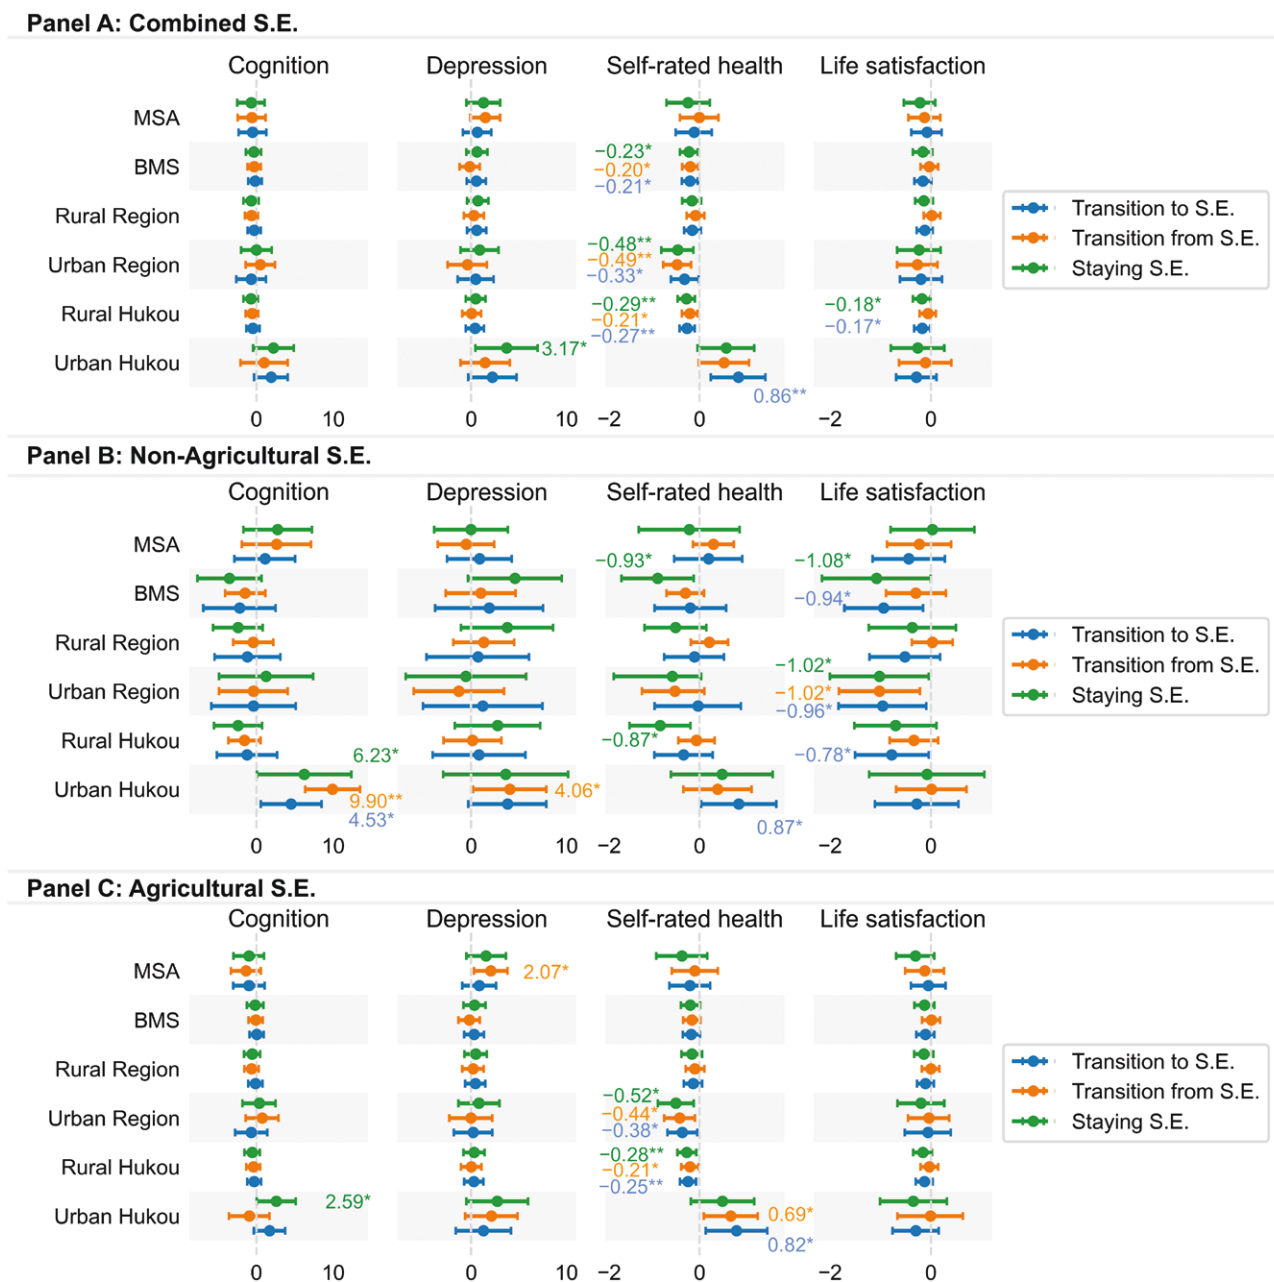 Panel A: Combined S.E.
Cognition Depression Self-rated health Life satisfaction
MSA
BMS −0.23*
−0.20*
−0.21*
Rural Region
Urban Region −0.48**
−0.49**
−0.33*
Rural Hukou −0.29** −0.18*
−0.21*
−0.27** −0.17*
Urban Hukou 3.17*
0.86**
0 10 0 10 −2 0 −2 0
Transition to S.E.
Transition from S.E.
Staying S.E.
Panel B: Non-Agricultural S.E.
Cognition Depression Self-rated health Life satisfaction
MSA
BMS −0.93* −1.08*
−0.94*
Rural Region
Urban Region −1.02*
−1.02*
−0.96*
Rural Hukou −0.87* −0.78*
Urban Hukou 6.23*
9.90** 4.06*
4.53* 0.87*
0 10 0 10 −2 0 −2 0
Transition to S.E.
Transition from S.E.
Staying S.E.
Panel C: Agricultural S.E.
Cognition Depression Self-rated health Life satisfaction
MSA 2.07*
BMS
Rural Region
Urban Region −0.52*
−0.44*
−0.38*
Rural Hukou −0.28**
−0.21*
−0.25**
Urban Hukou 2.59* 0.69*
0.82*
0 10 0 10 −2 0 −2 0
Transition to S.E.
Transition from S.E.
Staying S.E.